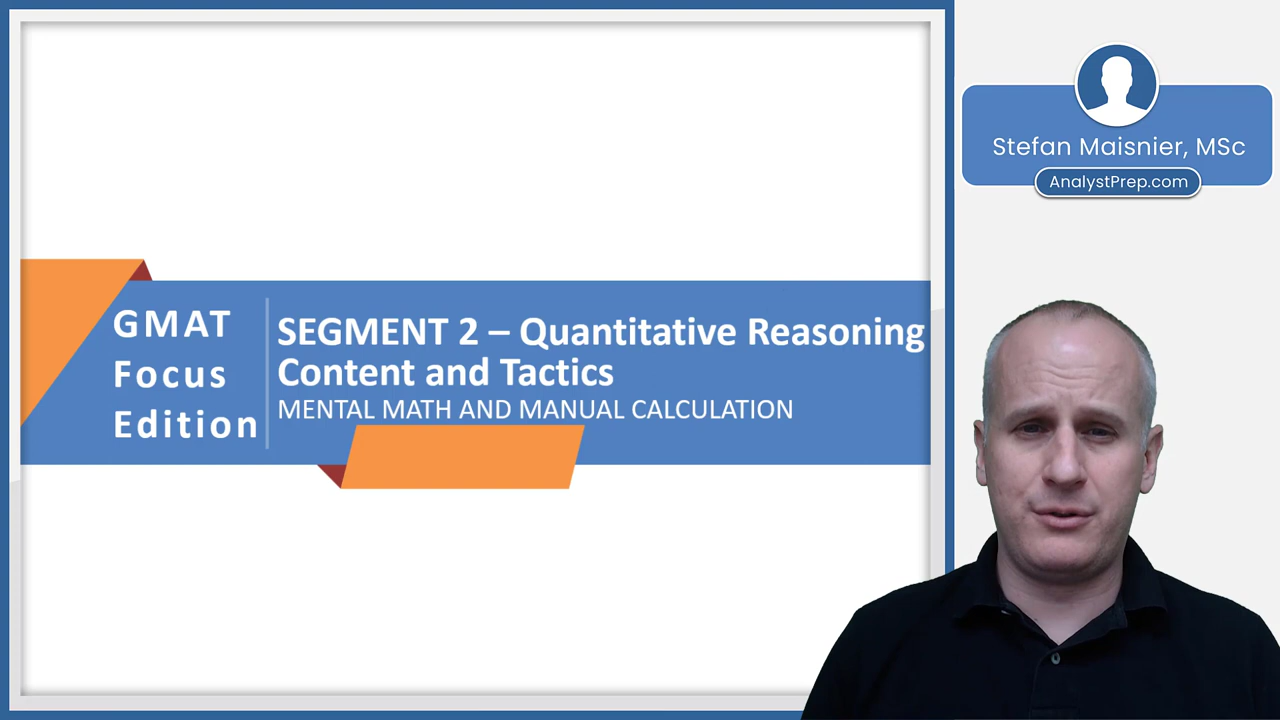 GMAT
Focus
Edition
SEGMENT 2 – Quantitative Reasoning
Content and Tactics
MENTAL MATH AND MANUAL CALCULATION
Stefan Maisnier, MSc
AnalystPrep.com